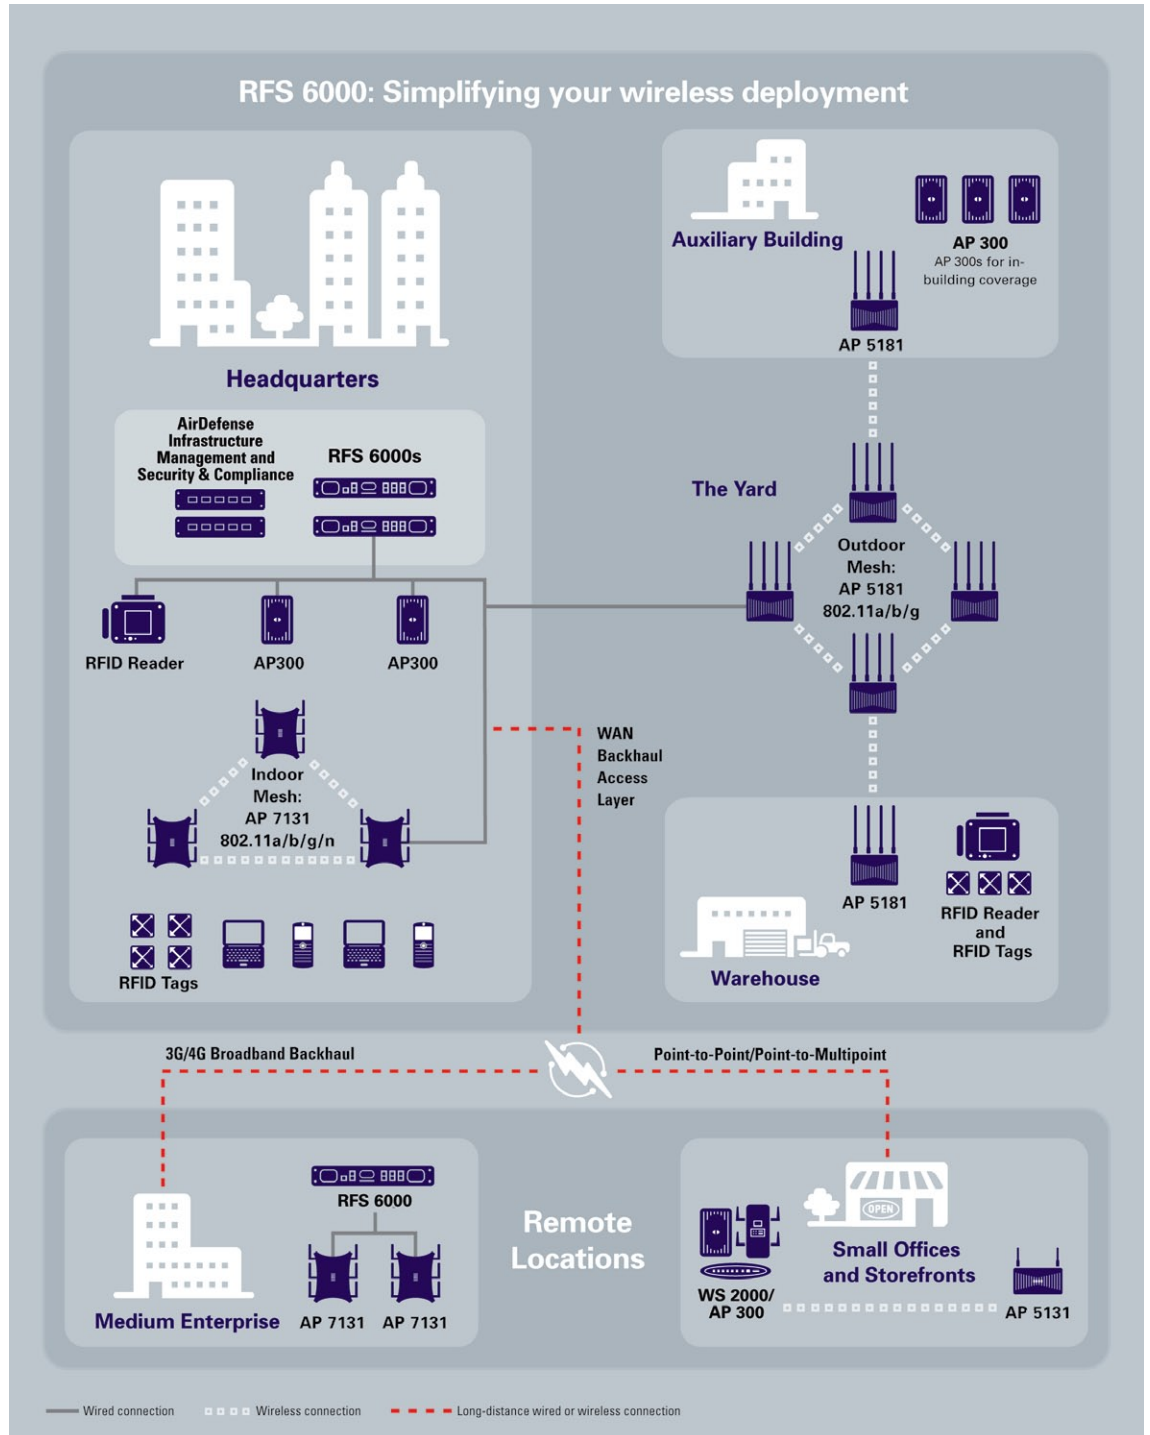 RFS 6000: Simplifying your wireless deployment
Headquarters
AirDefense
Infrastructure
Management and
Security & Compliance
RFS 6000s
RFID Reader
AP300
AP300
Indoor
Mesh:
AP 7131
802.11a/b/g/n
RFID Tags
Auxiliary Building
AP 300
AP 300s for in-
building coverage
AP 5181
The Yard
Outdoor
Mesh:
AP 5181
802.11a/b/g
WAN
Backhaul
Access
Layer
AP 5181
RFID Reader
and
RFID Tags
Warehouse
3G/4G Broadband Backhaul
Point-to-Point/Point-to-Multipoint
RFS 6000
Medium Enterprise
AP 7131
AP 7131
Remote
Locations
OPEN
Small Offices
and Storefronts
WS 2000/
AP 300
AP 5131
Wired connection
Wireless connection
Long-distance wired or wireless connection